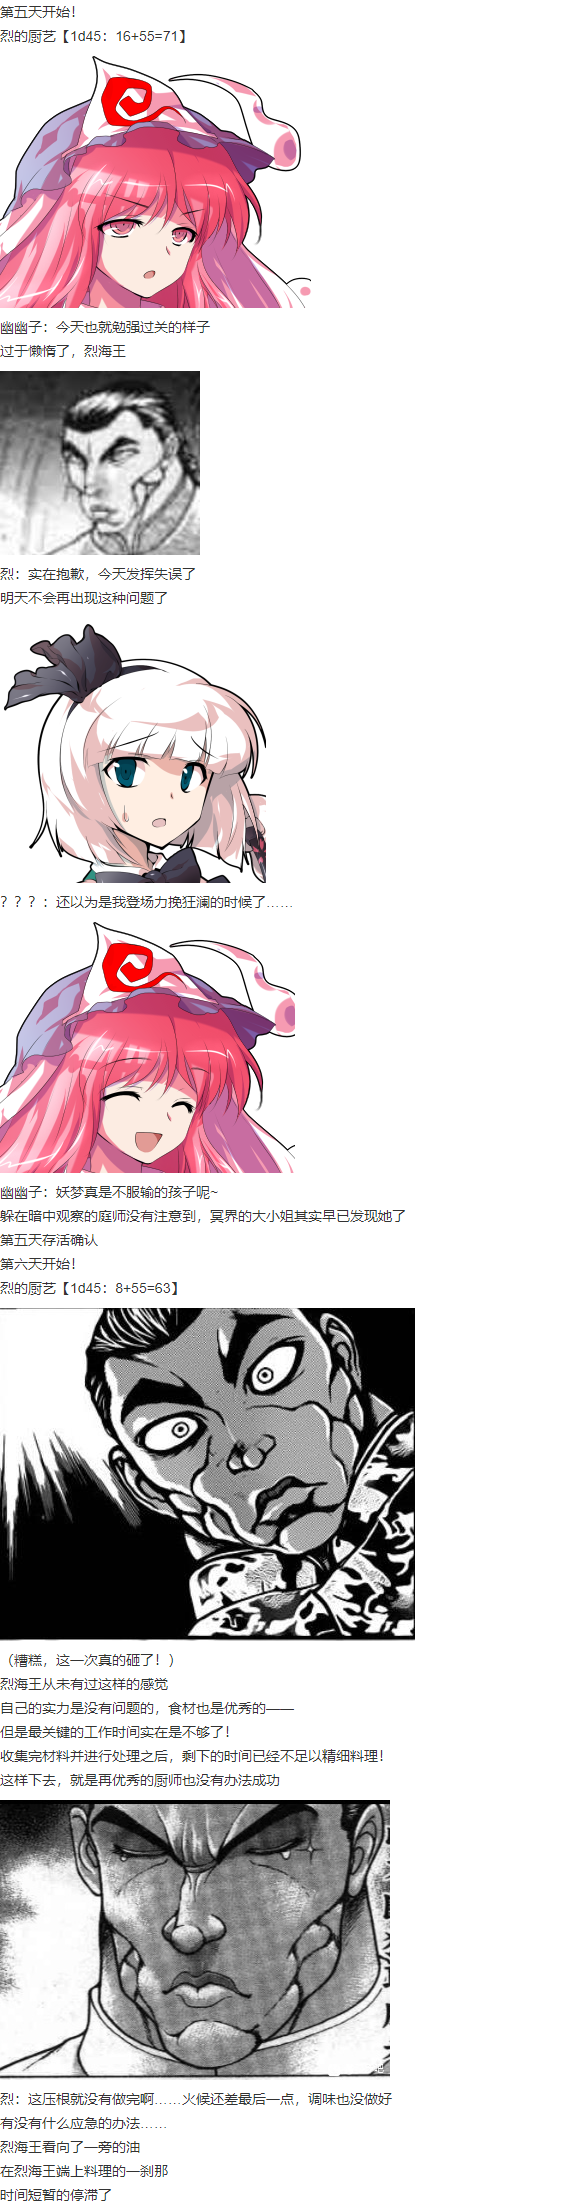 第五天开始！
烈的厨艺【1d45：16+55=71】
幽幽子：今天也就勉强过关的样子
过于懒惰了，烈海王
烈：实在抱歉，今天发挥失误了
明天不会再出现这种问题了
？？？：还以为是我登场力挽狂澜的时候了……
幽幽子：妖梦真是不服输的孩子呢~
躲在暗中观察的庭师没有注意到，冥界的大小姐其实早已发现她了
第五天存活确认
第六天开始！
烈的厨艺【1d45：8+55=63】
（糟糕，这一次真的砸了！）
烈海王从未有过这样的感觉
自己的实力是没有问题的，食材也是优秀的——
但是最关键的工作时间实在是不够了！
收集完材料并进行处理之后，剩下的时间已经不足以精细料理！
这样下去，就是再优秀的厨师也没有办法成功
烈：这压根就没有做完啊……火候还差最后一点，调味也没做好
有没有什么应急的办法……
烈海王看向了一旁的油
在烈海王端上料理的一刹那
时间短暂的停滞了